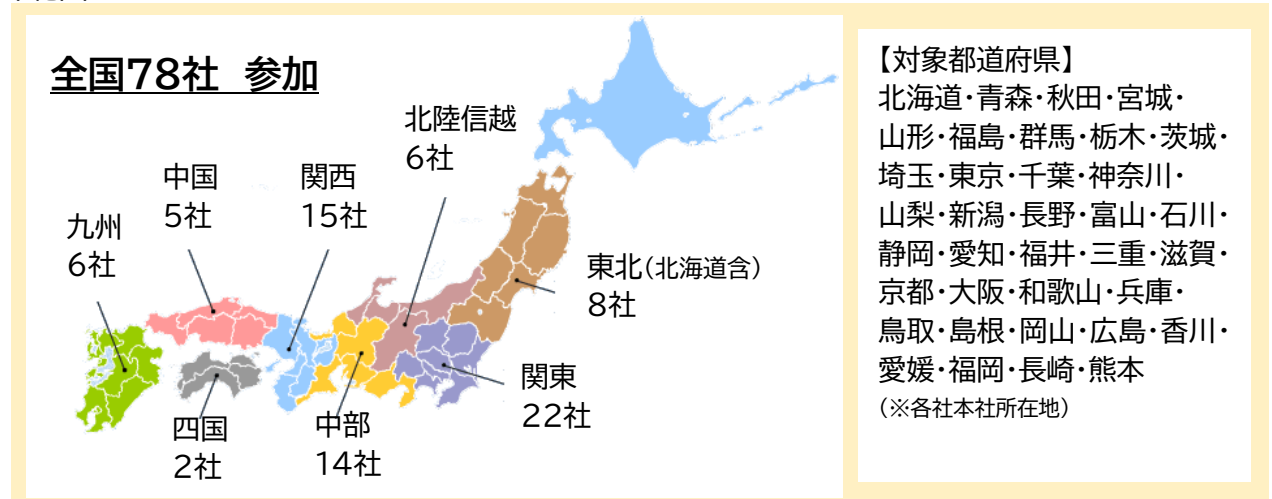 全国78社 参加
北陸信越
6社
中国
5社
関西
15社
九州
6社
東北(北海道含)
8社
関東
22社
四国
2社
中部
14社
【対象都道府県】
北海道・青森・秋田・宮城・
山形・福島・群馬・栃木・茨城・
埼玉・東京・千葉・神奈川・
山梨・新潟・長野・富山・石川・
静岡・愛知・福井・三重・滋賀・
京都・大阪・和歌山・兵庫・
鳥取・島根・岡山・広島・香川・
愛媛・福岡・長崎・熊本
(※各社本社所在地)